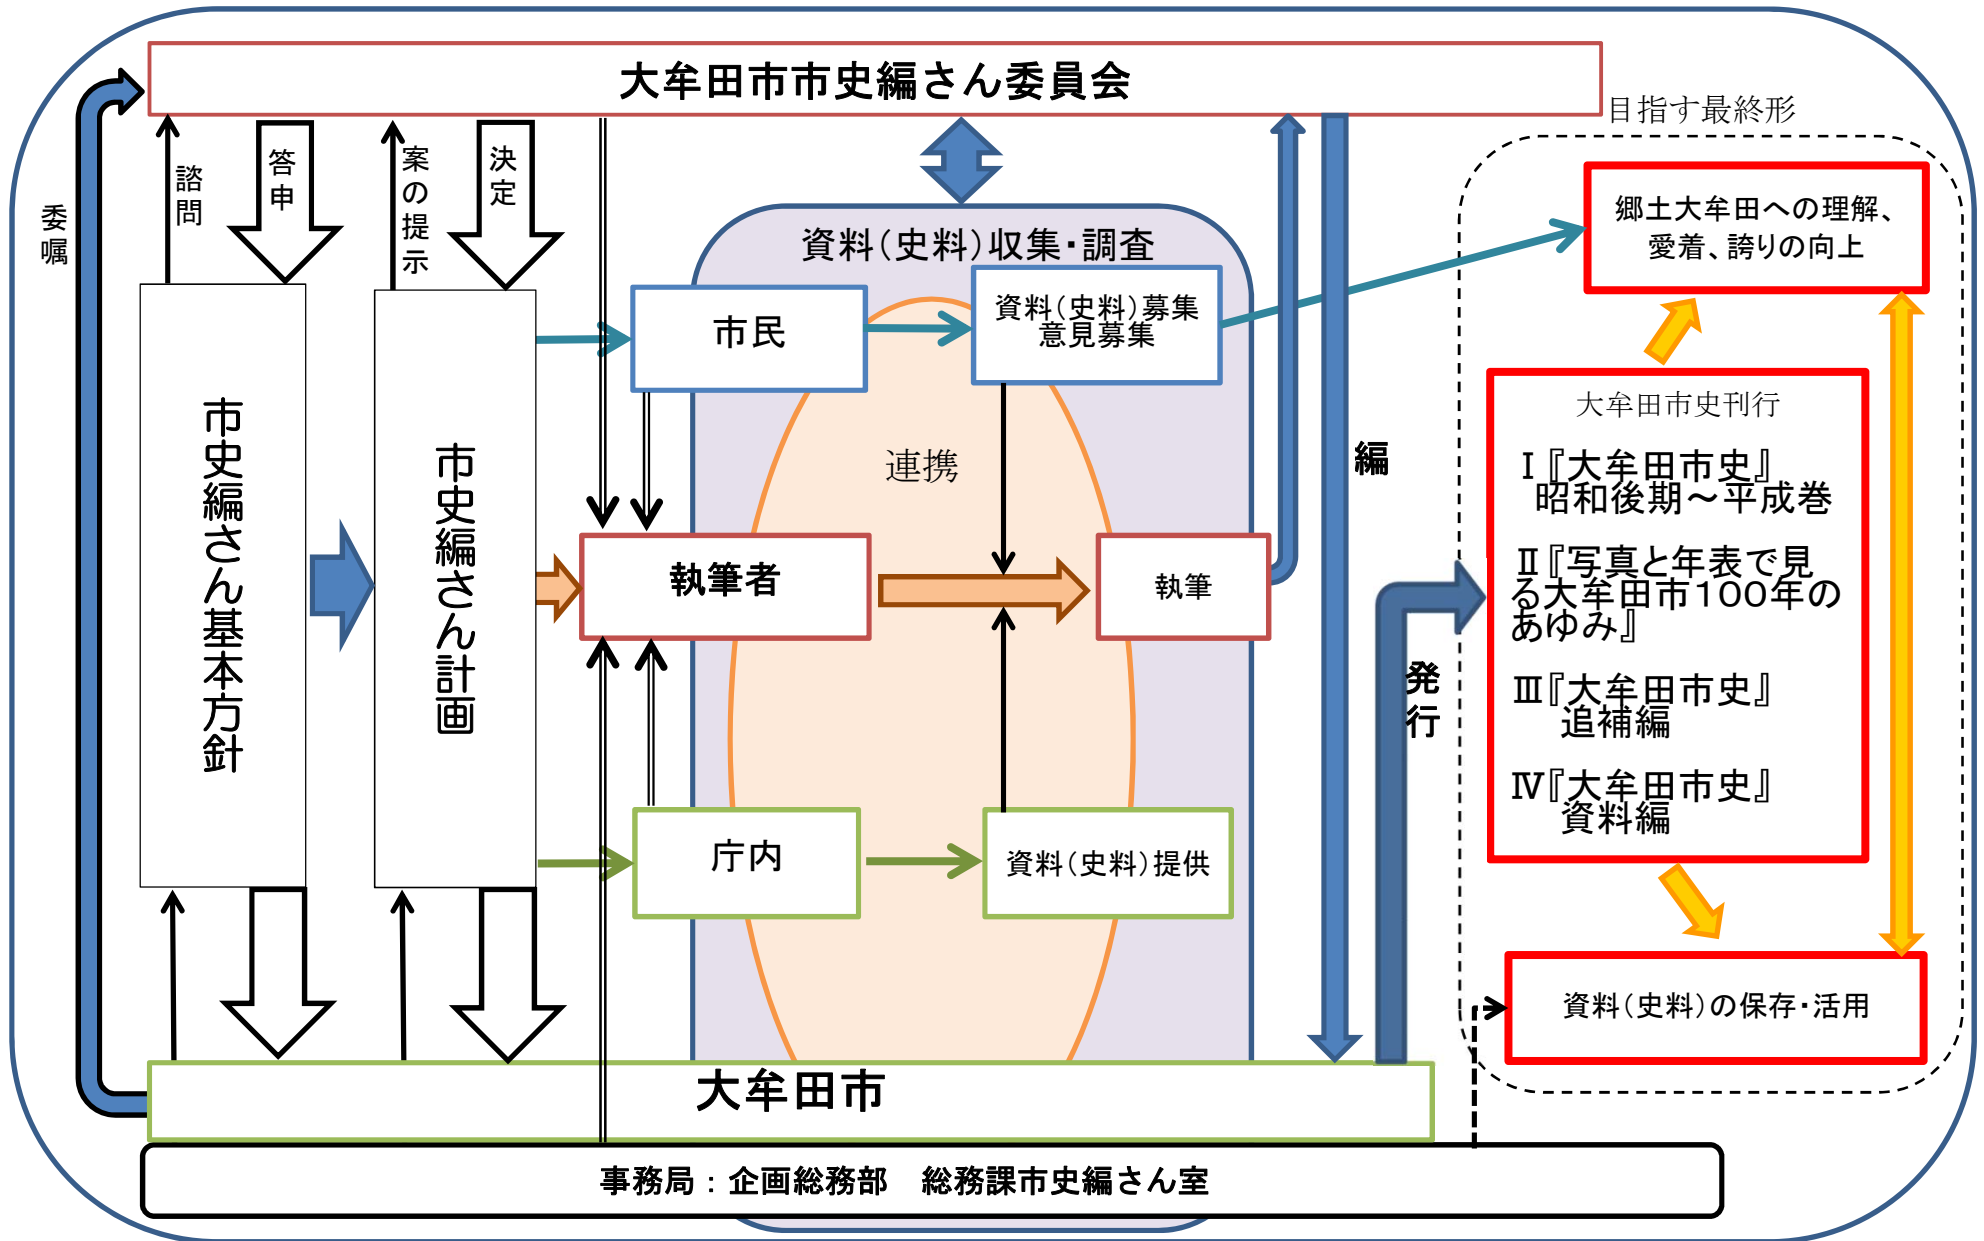 大牟田市市史編さん委員会
目指す最終形
委嘱
諮問
答申
案の提示
決定
資料(史料)収集・調査
市民
資料(史料)募集
意見募集
郷土大牟田への理解、
愛着、誇りの向上
市史編さん基本方針
市史編さん計画
連携
執筆者
執筆
編
発行
大牟田市史刊行
Ⅰ『大牟田市史』
昭和後期～平成巻
Ⅱ『写真と年表で見
る大牟田市100年の
あゆみ』
Ⅲ『大牟田市史』
追補編
Ⅳ『大牟田市史』
資料編
庁内
資料(史料)提供
資料(史料)の保存・活用
大牟田市
事務局：企画総務部　総務課市史編さん室